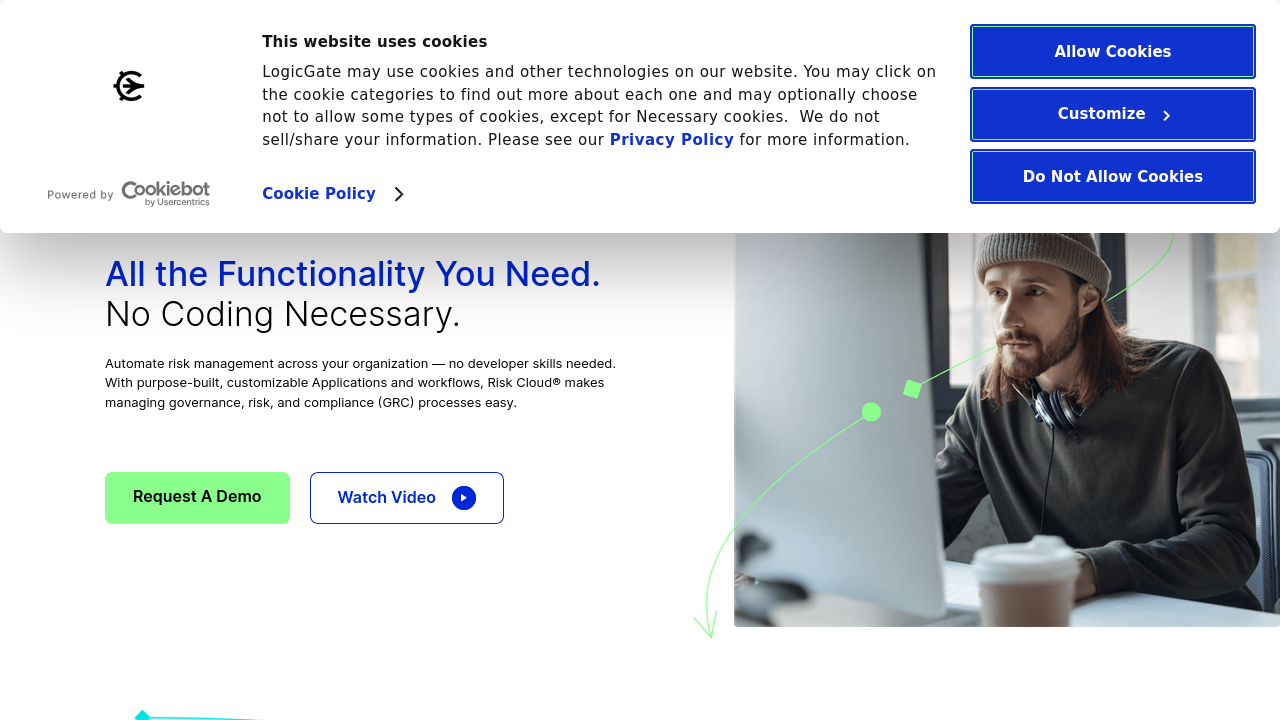 This website uses cookies
LogicGate may use cookies and other technologies on our website. You may click on
the cookie categories to find out more about each one and may optionally choose
not to allow some types of cookies, except for Necessary cookies.  We do not
sell/share your information. Please see our Privacy Policy for more information.
Cookie Policy
Powered by Cookiebot
by Usercentrics
Allow Cookies
Customize
Do Not Allow Cookies
All the Functionality You Need.
No Coding Necessary.
Automate risk management across your organization — no developer skills needed.
With purpose-built, customizable Applications and workflows, Risk Cloud® makes
managing governance, risk, and compliance (GRC) processes easy.
Request A Demo
Watch Video